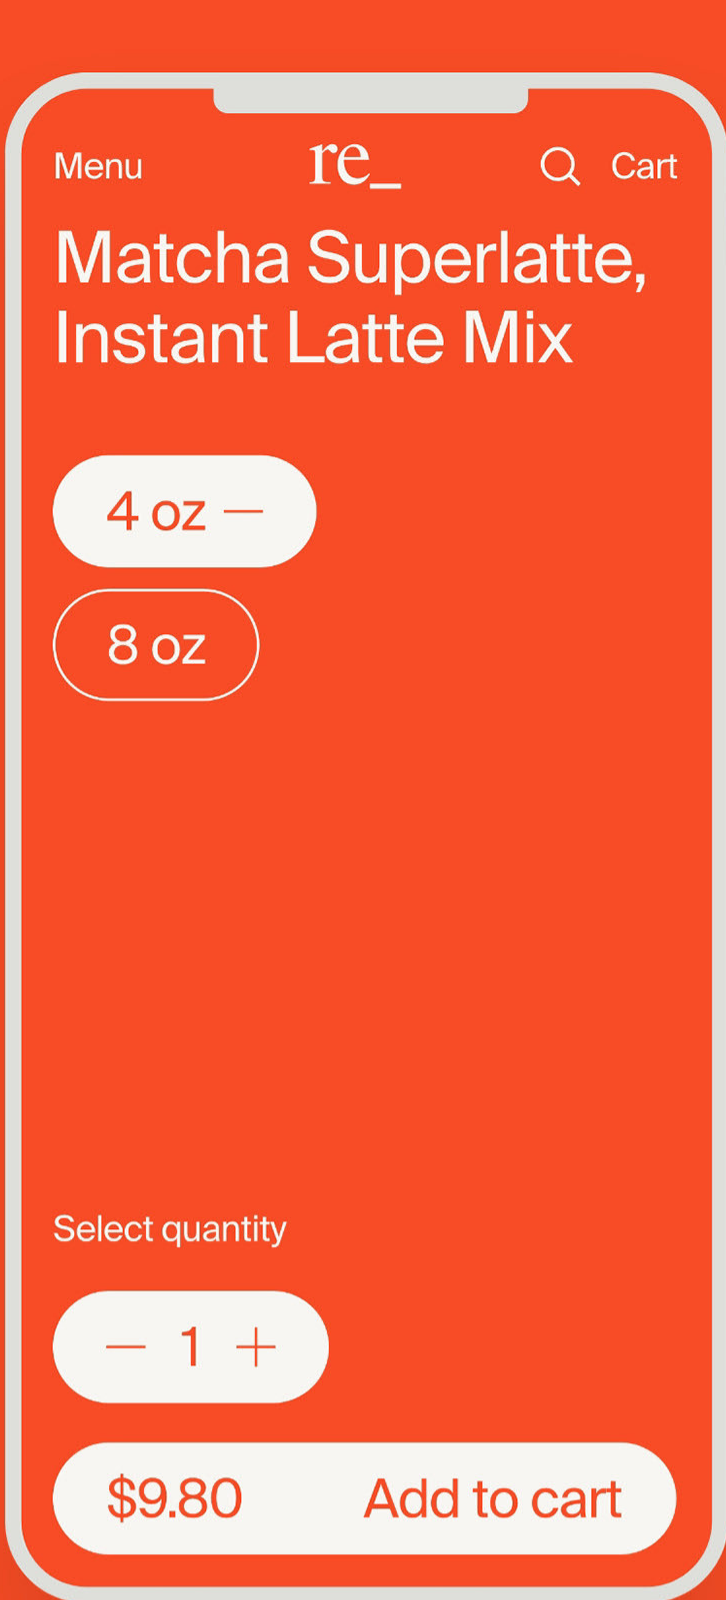 Menu
re_
Cart
Matcha Superlatte,
Instant Latte Mix
4 oz —
8 oz
Select quantity
— 1 +
$9.80
Add to cart